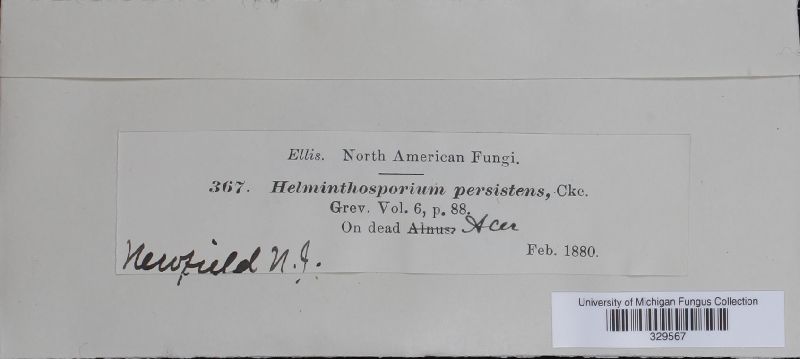 Ellis. North American Fungi.
367. Helminthosporium persistens, Cke.
Grev. Vol. 6, p. 88.
On dead Alnus? Acer
Feb. 1880.
Newfield N.J.
University of Michigan Fungus Collection
329567